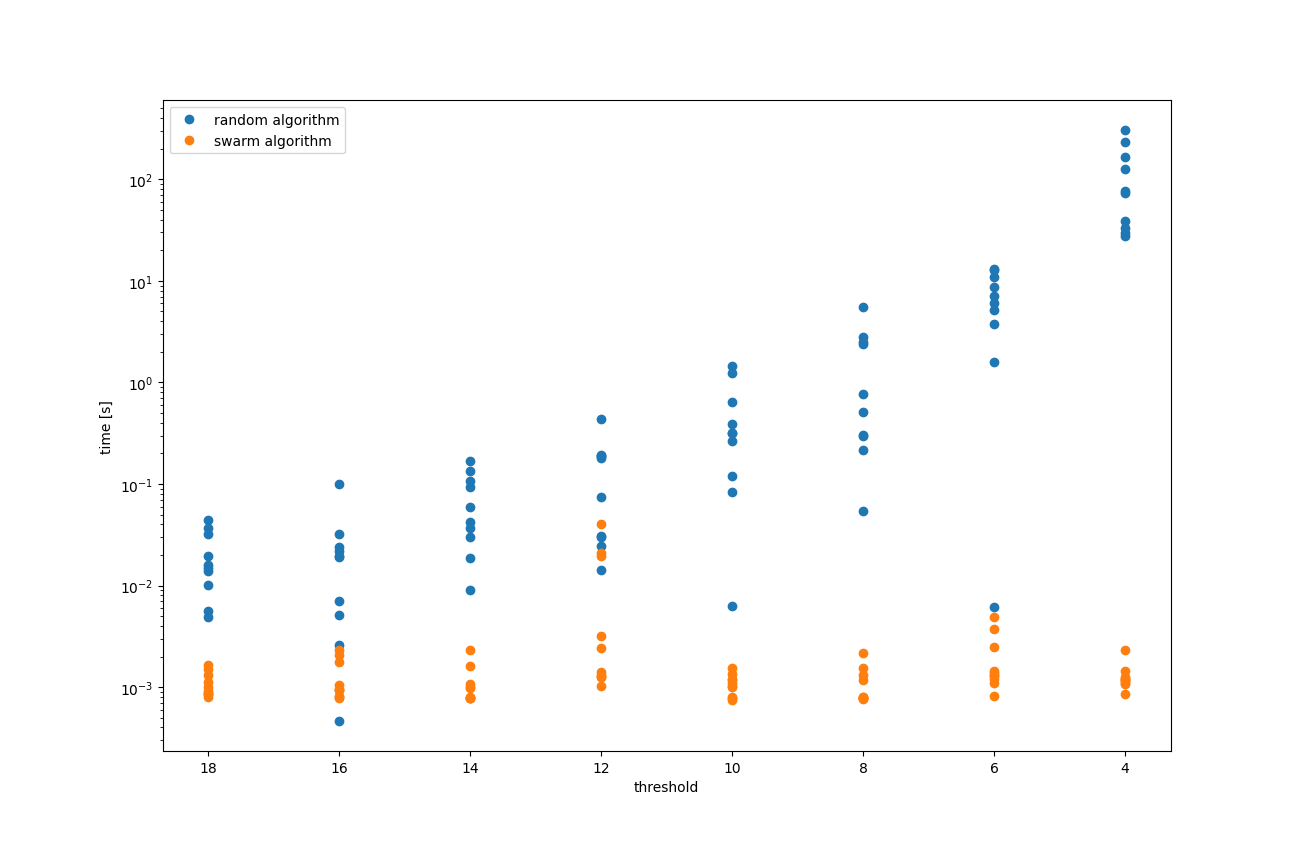 random algorithm
swarm algorithm
10²
10¹
10⁰
10⁻¹
10⁻²
10⁻³
time [s]
18 16 14 12 10 8 6 4
threshold